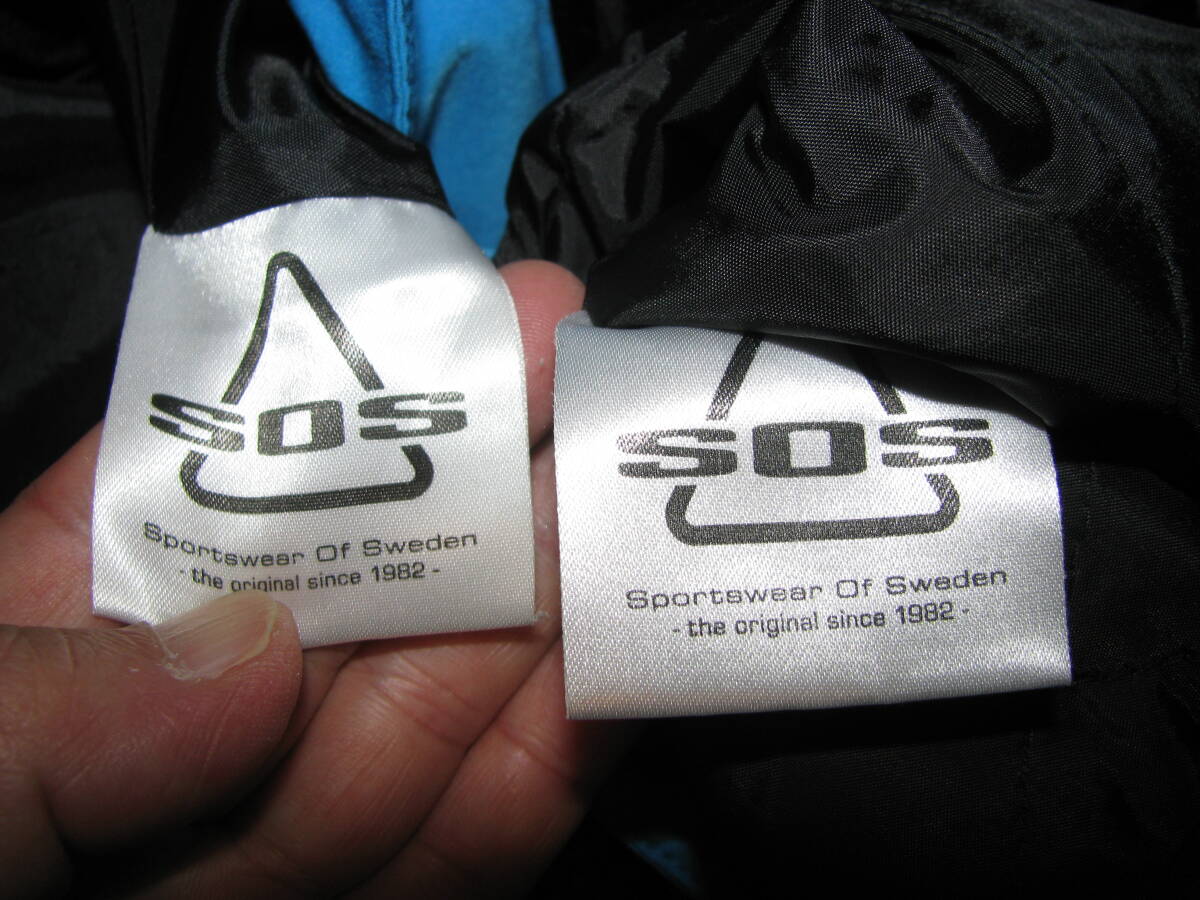 SOS
Sportswear Of Sweden
- the original since 1982 -
SOS
Sportswear Of Sweden
- the original since 1982 -